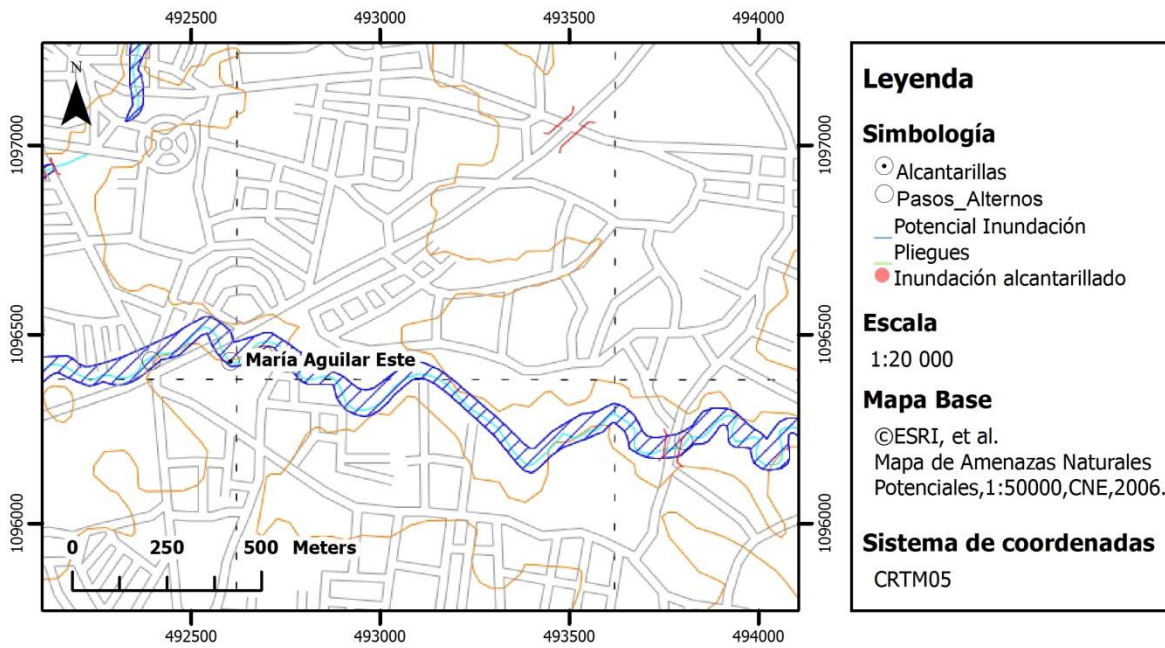 492500 493000 493500 494000
N
1097000 1097000
1096500 1096500
María Aguilar Este
1096000 1096000
0 250 500 Meters
492500 493000 493500 494000
Leyenda
Simbología
Alcantarillas
Pasos_Alternos
Potencial Inundación
Pliegues
Inundación alcantarillado
Escala
1:20 000
Mapa Base
©ESRI, et al.
Mapa de Amenazas Naturales
Potenciales,1:50000,CNE,2006.
Sistema de coordenadas
CRTM05